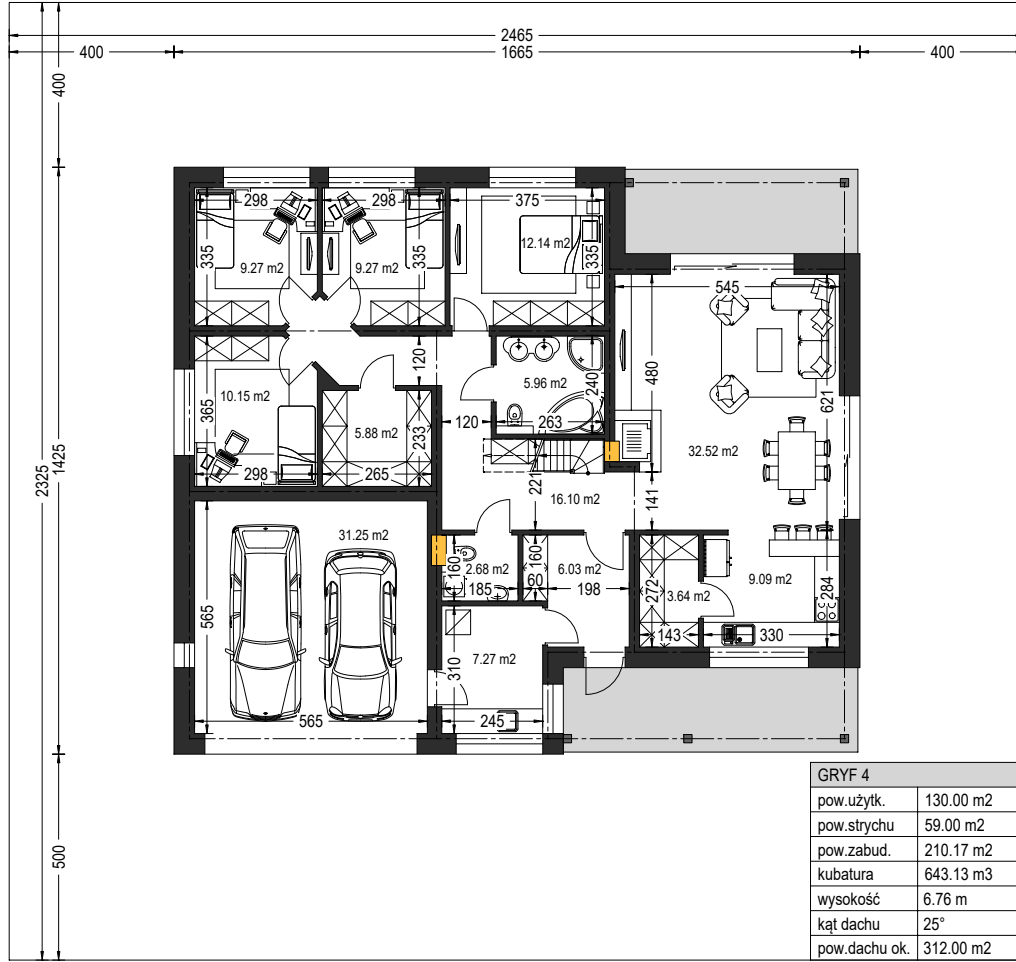 2465
400 1665 400
400
2325
1425
500
298 298 375
335 335 335
9.27 m2 9.27 m2 12.14 m2
545
120
480
621
365
10.15 m2
5.88 m2
233
5.96 m2
240
120 263
298 265
32.52 m2
221
16.10 m2
141
31.25 m2
160
2.68 m2
185
160
60
6.03 m2
198
272
3.64 m2
143
9.09 m2
284
330
565
7.27 m2
310
565 245
GRYF 4
pow.użytk. 130.00 m2
pow.strychu 59.00 m2
pow.zabud. 210.17 m2
kubatura 643.13 m3
wysokość 6.76 m
kąt dachu 25°
pow.dachu ok. 312.00 m2